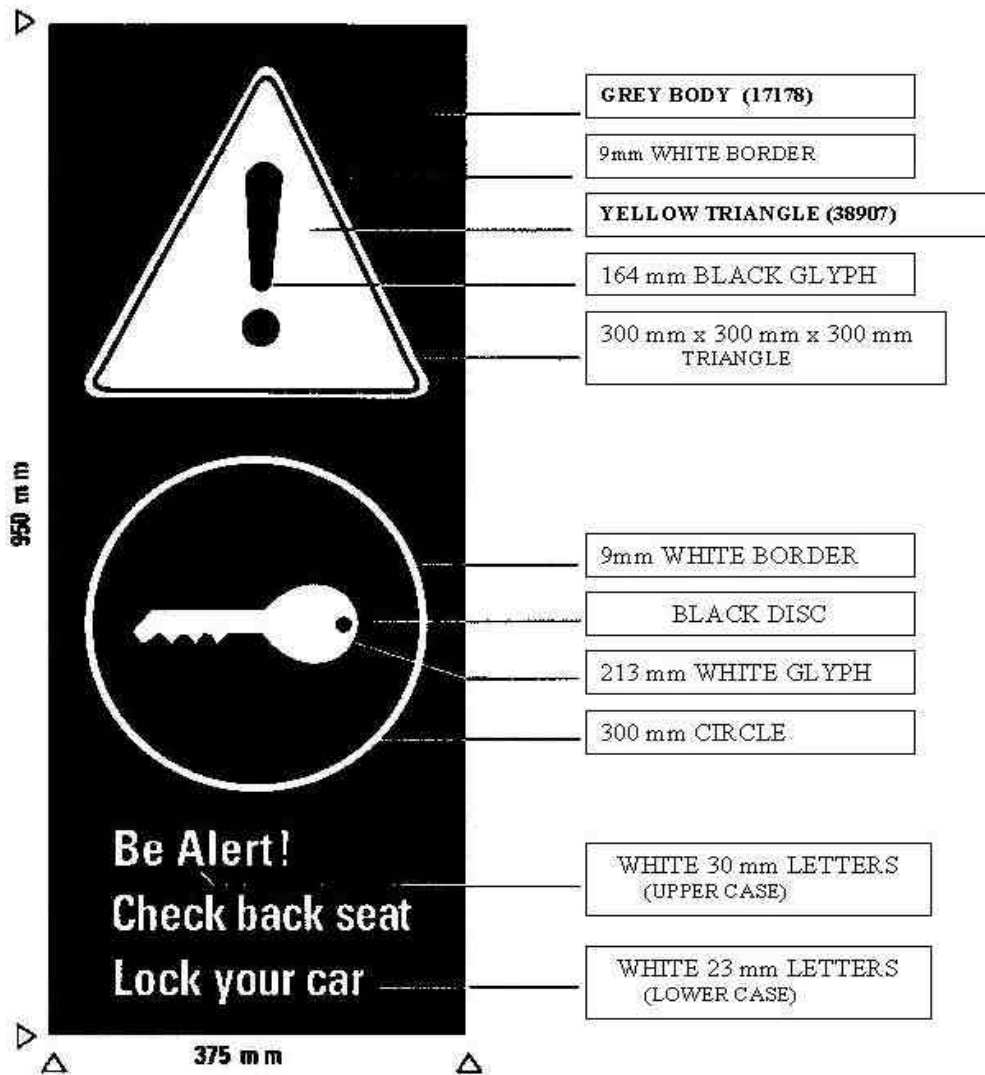 GREY BODY (17178)
9mm WHITE BORDER
YELLOW TRIANGLE (38907)
164 mm BLACK GLYPH
300 mm x 300 mm x 300 mm
TRIANGLE
950 mm
9mm WHITE BORDER
BLACK DISC
213 mm WHITE GLYPH
300 mm CIRCLE
Be Alert!
Check back seat
Lock your car
WHITE 30 mm LETTERS
(UPPER CASE)
WHITE 23 mm LETTERS
(LOWER CASE)
375 mm